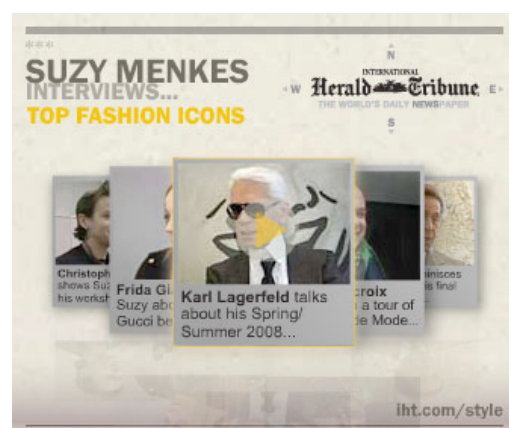 SUZY MENKES
INTERVIEWS...
TOP FASHION ICONS
N
W
E
S
INTERNATIONAL
Herald Tribune
THE WORLD'S DAILY NEWSPAPER
Christoph
shows Suz
his worksh
Frida Gi
Suzy abo
Gucci be
Karl Lagerfeld talks
about his Spring/
Summer 2008...
croix
a tour of
de Mode...
inisces
is final
iht.com/style